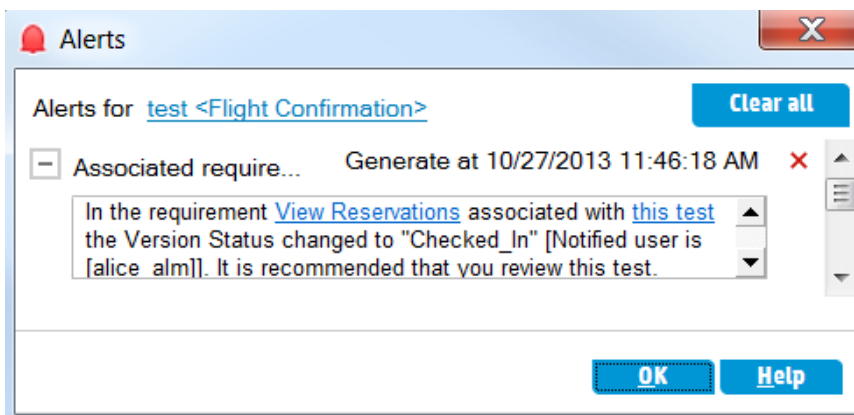 Alerts
Alerts for test <Flight Confirmation>
Clear all
Associated require... Generate at 10/27/2013 11:46:18 AM
In the requirement View Reservations associated with this test
the Version Status changed to "Checked_In" [Notified user is
[alice_alm]]. It is recommended that you review this test.
OK Help